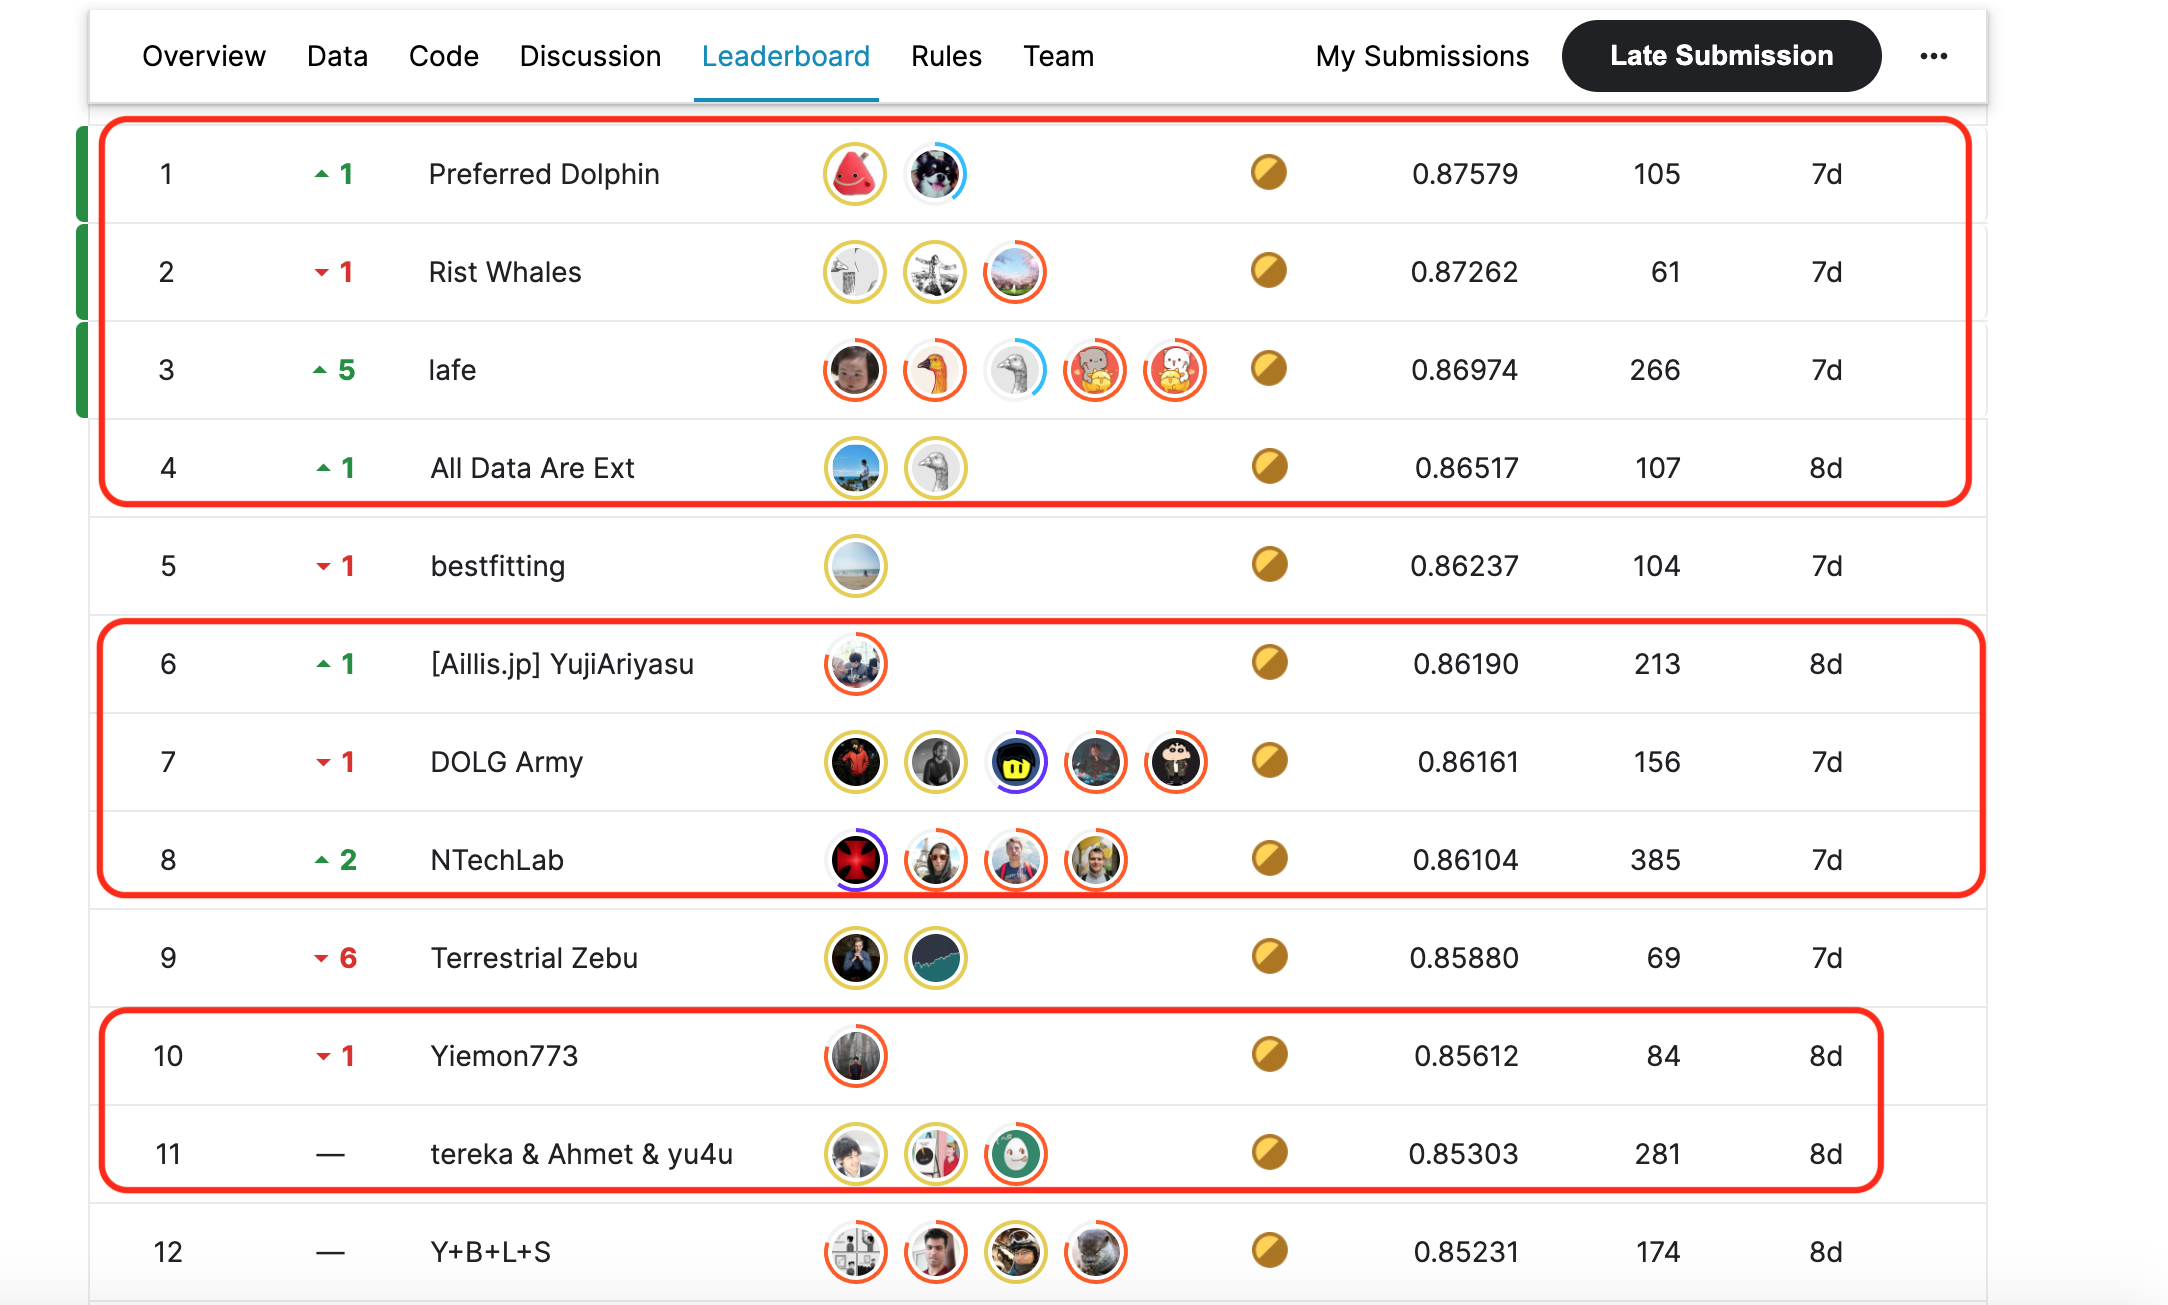 Overview Data Code Discussion Leaderboard Rules Team My Submissions Late Submission •••
1 1 Preferred Dolphin 0.87579 105 7d
2 1 Rist Whales 0.87262 61 7d
3 5 lafe 0.86974 266 7d
4 1 All Data Are Ext 0.86517 107 8d
5 1 bestfitting 0.86237 104 7d
6 1 [Aillis.jp] YujiAriyasu 0.86190 213 8d
7 1 DOLG Army 0.86161 156 7d
8 2 NTechLab 0.86104 385 7d
9 6 Terrestrial Zebu 0.85880 69 7d
10 1 Yiemon773 0.85612 84 8d
11 — tereka & Ahmet & yu4u 0.85303 281 8d
12 — Y+B+L+S 0.85231 174 8d